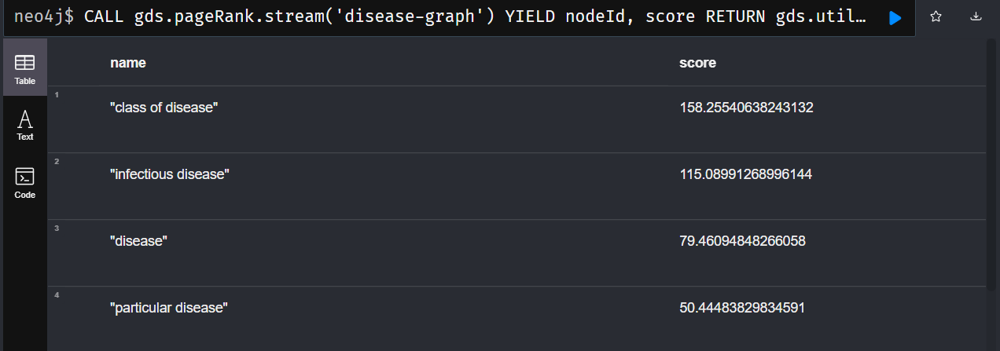 neo4j$ CALL gds.pageRank.stream('disease-graph') YIELD nodeId, score RETURN gds.util…
Table
Text
Code
name score
1
"class of disease" 158.25540638243132
2
"infectious disease" 115.08991268996144
3
"disease" 79.46094848266058
4
"particular disease" 50.44483829834591